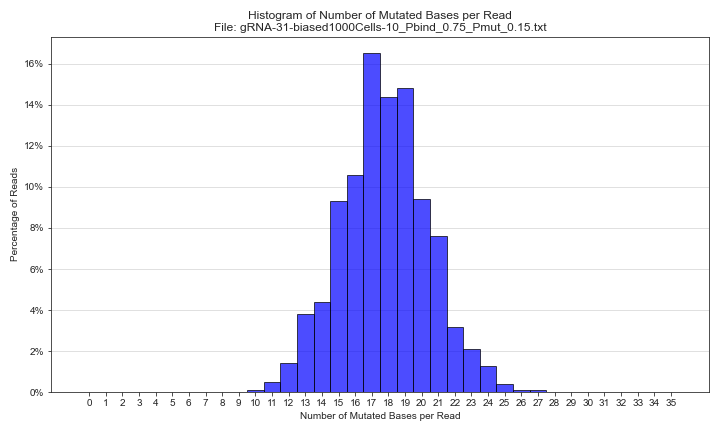 Histogram of Number of Mutated Bases per Read
File: gRNA-31-biased1000Cells-10_Pbind_0.75_Pmut_0.15.txt
16%
14%
12%
10%
8%
6%
4%
2%
0%
Percentage of Reads
0 1 2 3 4 5 6 7 8 9 10 11 12 13 14 15 16 17 18 19 20 21 22 23 24 25 26 27 28 29 30 31 32 33 34 35
Number of Mutated Bases per Read